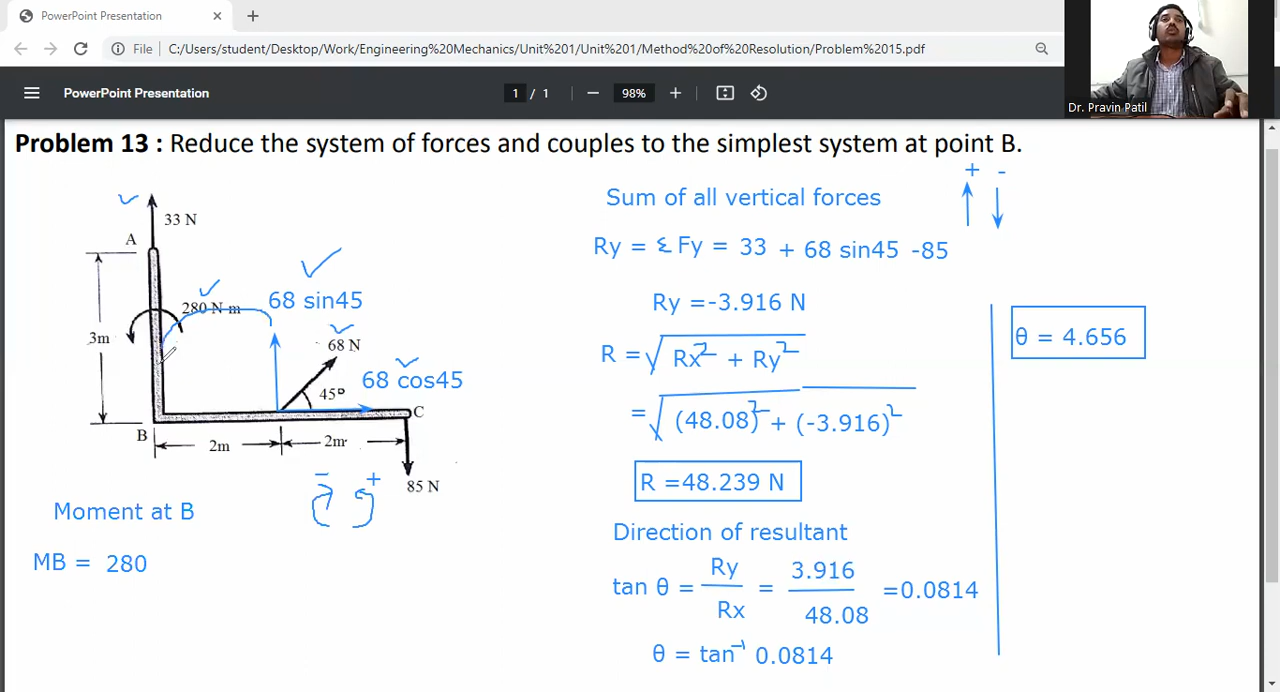 PowerPoint Presentation
File C:/Users/student/Desktop/Work/Engineering%20Mechanics/Unit%201/Unit%201/Method%20of%20Resolution/Problem%2015.pdf
Dr. Pravin Patil
PowerPoint Presentation 1 / 1 98%
Problem 13 : Reduce the system of forces and couples to the simplest system at point B.
33 N
A
280 N-m
68 sin45
68 N
3m
68 cos45
45°
C
B
2m
2m
85 N
- +
Moment at B
MB = 280
+ -
Sum of all vertical forces
Ry = Σ Fy = 33 + 68 sin45 -85
Ry =-3.916 N
R = √ Rx² + Ry²
= √ (48.08)² + (-3.916)²
R =48.239 N
Direction of resultant
tan θ = Ry / Rx = 3.916 / 48.08 =0.0814
θ = tan⁻¹ 0.0814
θ = 4.656